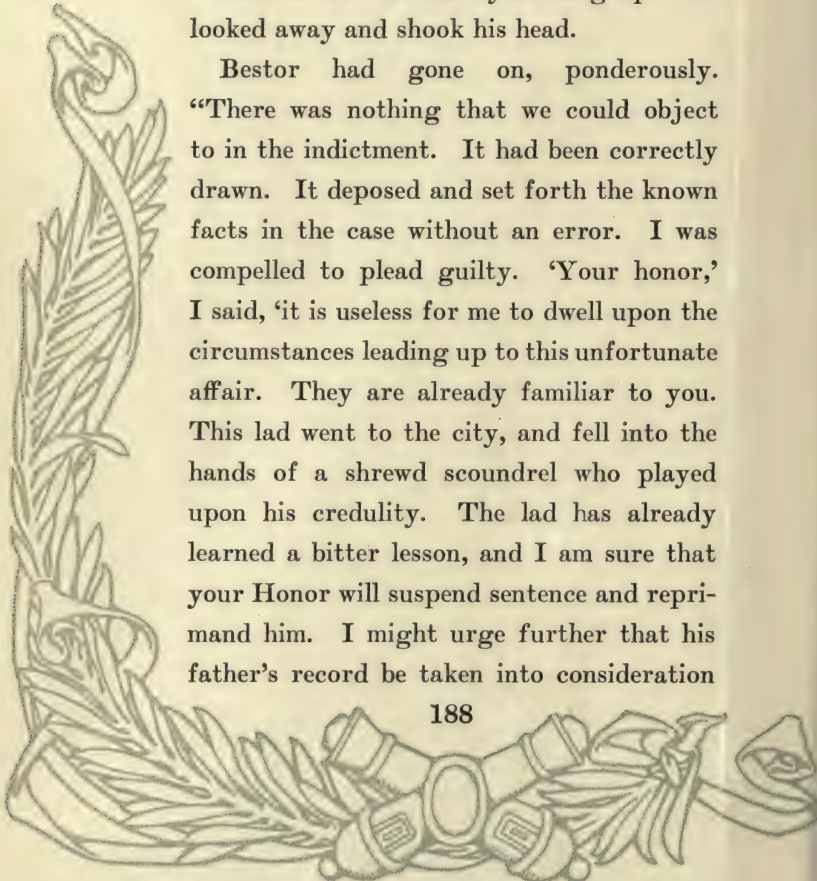 looked away and shook his head.
Bestor had gone on, ponderously.
“There was nothing that we could object
to in the indictment. It had been correctly
drawn. It deposed and set forth the known
facts in the case without an error. I was
compelled to plead guilty. ‘Your honor,’
I said, ‘it is useless for me to dwell upon the
circumstances leading up to this unfortunate
affair. They are already familiar to you.
This lad went to the city, and fell into the
hands of a shrewd scoundrel who played
upon his credulity. The lad has already
learned a bitter lesson, and I am sure that
your Honor will suspend sentence and repri-
mand him. I might urge further that his
father’s record be taken into consideration
188